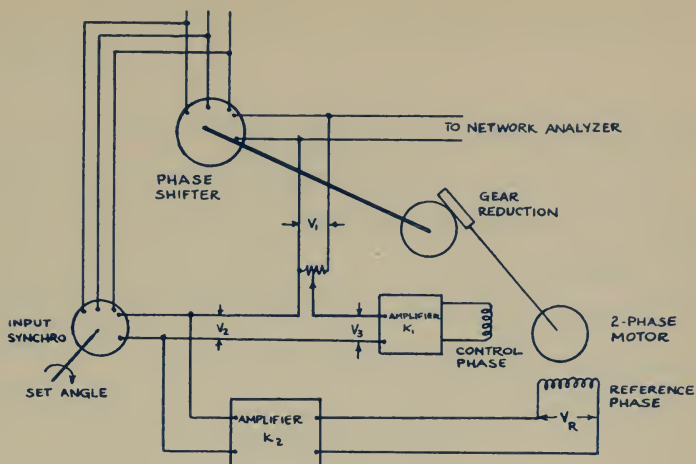 TO NETWORK ANALYZER
PHASE
SHIFTER
GEAR
REDUCTION
V₁
INPUT
SYNCHRO
V₂
V₃
AMPLIFIER
K₁
CONTROL
PHASE
2-PHASE
MOTOR
SET ANGLE
REFERENCE
PHASE
AMPLIFIER
K₂
V_R